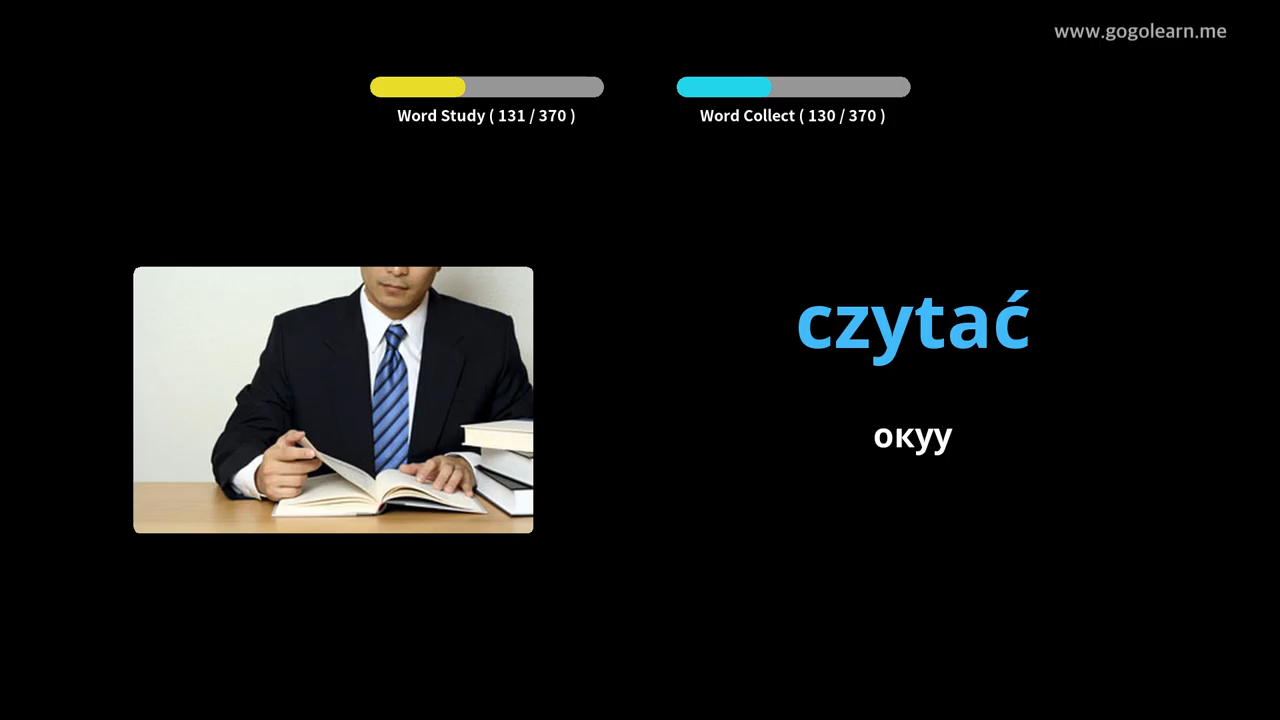 www.gogolearn.me
Word Study ( 131 / 370 )
Word Collect ( 130 / 370 )
czytać
окуу